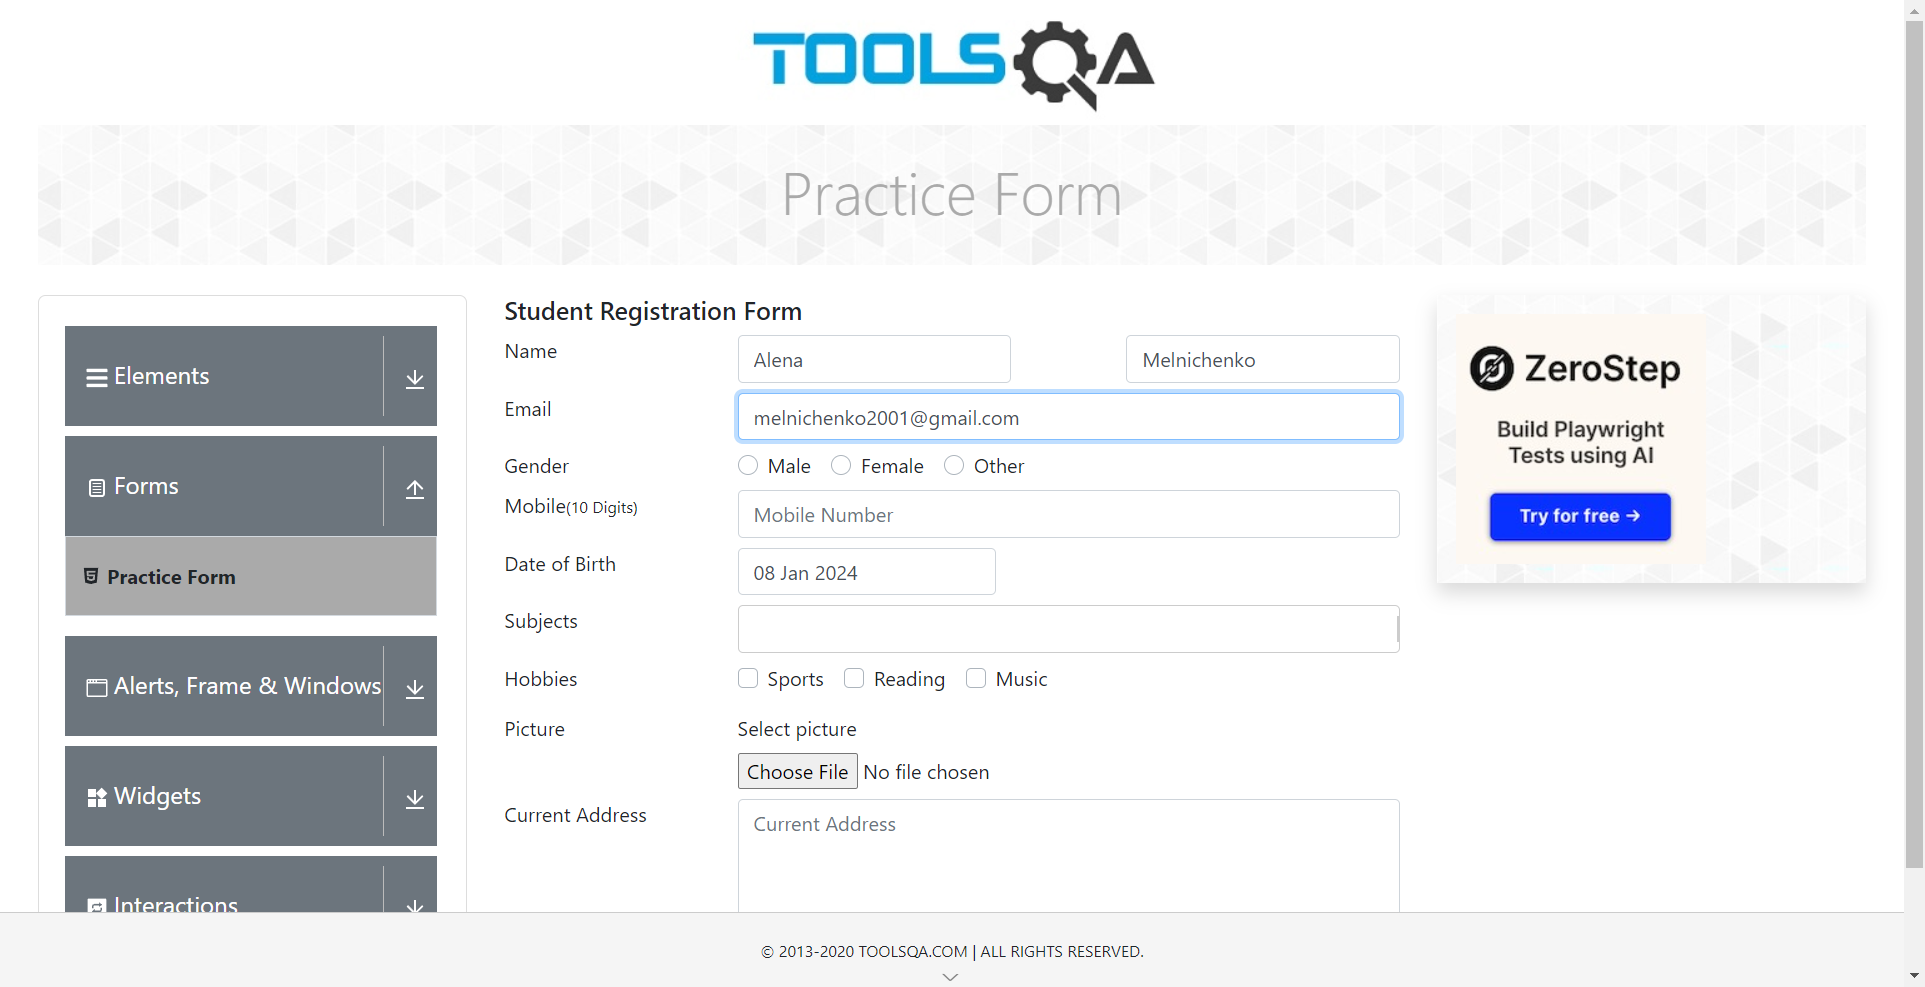 TOOLSQA
Practice Form
Elements
Forms
Practice Form
Alerts, Frame & Windows
Widgets
Interactions
Student Registration Form
Name
Alena
Melnichenko
Email
melnichenko2001@gmail.com
Gender
Male
Female
Other
Mobile(10 Digits)
Mobile Number
Date of Birth
08 Jan 2024
Subjects
Hobbies
Sports
Reading
Music
Picture
Select picture
Choose File No file chosen
Current Address
Current Address
ZeroStep
Build Playwright
Tests using AI
Try for free →
© 2013-2020 TOOLSQA.COM | ALL RIGHTS RESERVED.